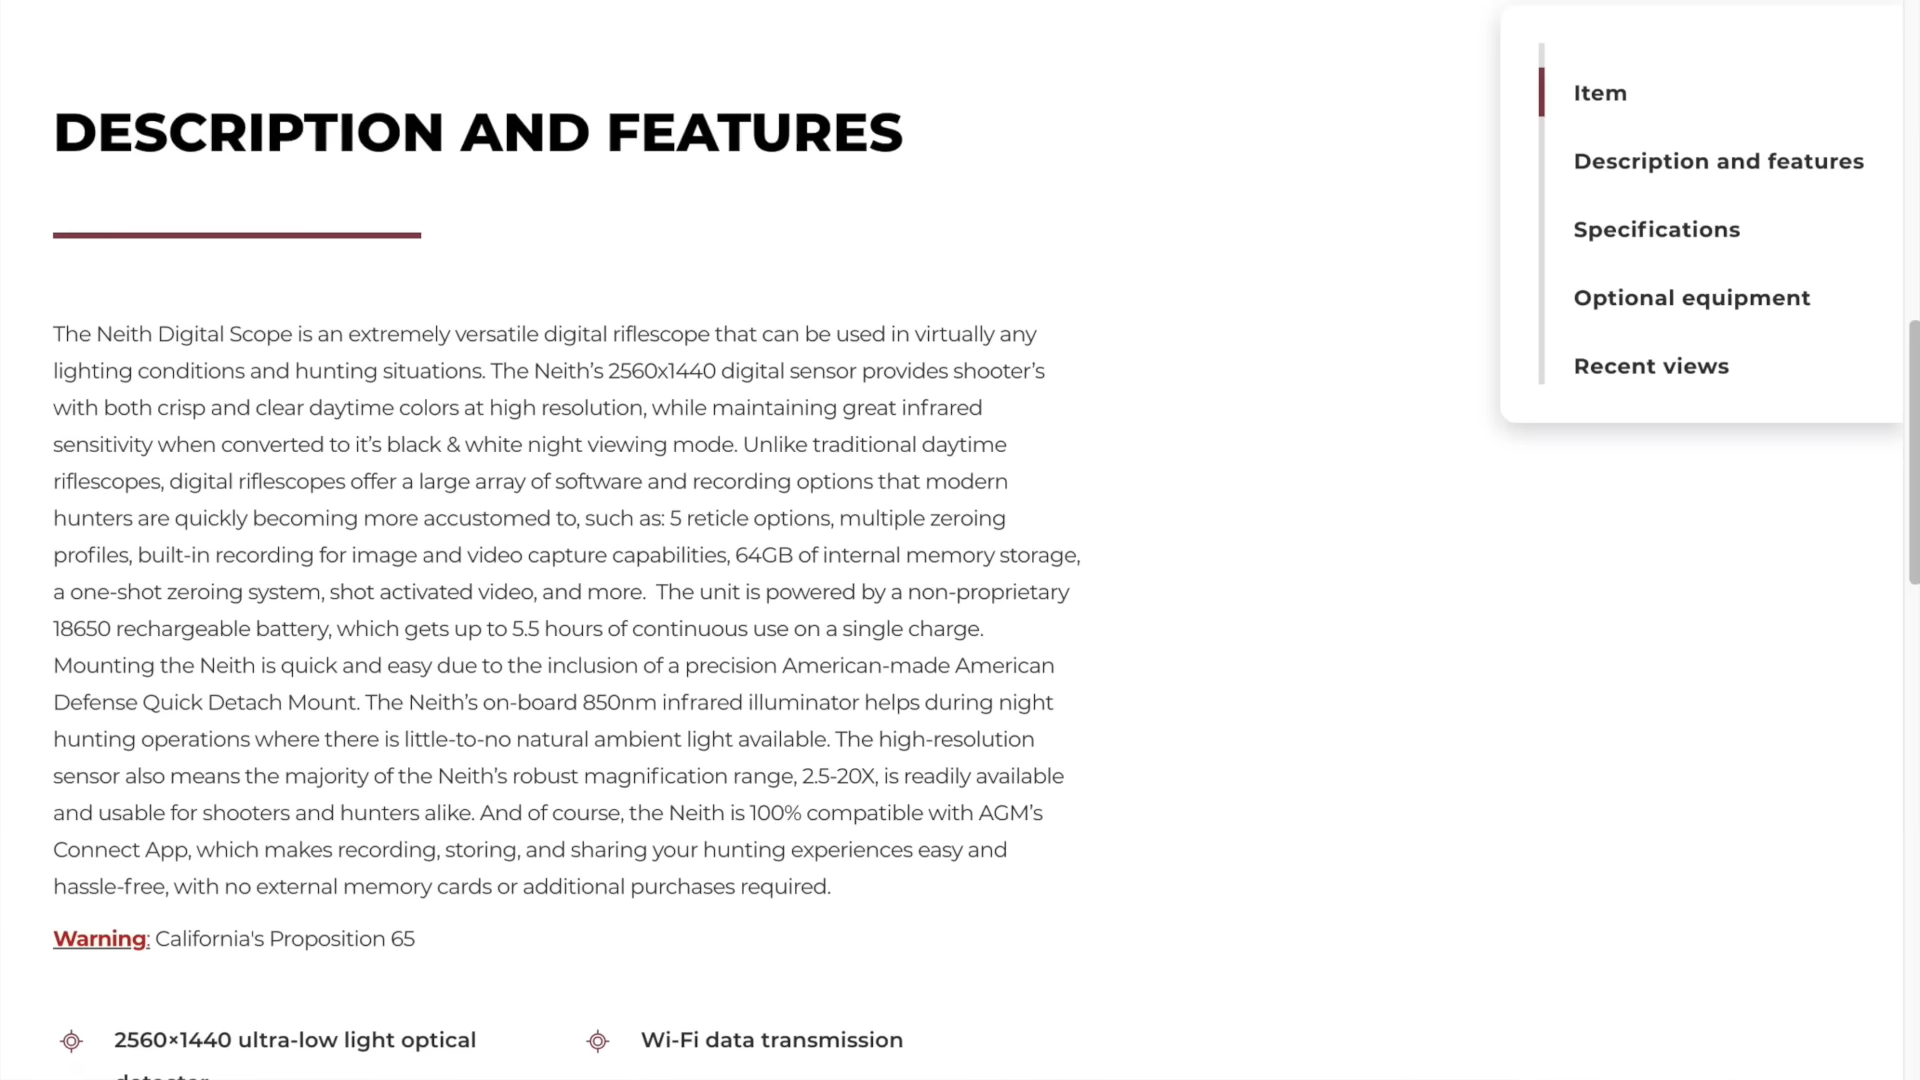 DESCRIPTION AND FEATURES
The Neith Digital Scope is an extremely versatile digital riflescope that can be used in virtually any
lighting conditions and hunting situations. The Neith’s 2560x1440 digital sensor provides shooter’s
with both crisp and clear daytime colors at high resolution, while maintaining great infrared
sensitivity when converted to it’s black & white night viewing mode. Unlike traditional daytime
riflescopes, digital riflescopes offer a large array of software and recording options that modern
hunters are quickly becoming more accustomed to, such as: 5 reticle options, multiple zeroing
profiles, built-in recording for image and video capture capabilities, 64GB of internal memory storage,
a one-shot zeroing system, shot activated video, and more.  The unit is powered by a non-proprietary
18650 rechargeable battery, which gets up to 5.5 hours of continuous use on a single charge.
Mounting the Neith is quick and easy due to the inclusion of a precision American-made American
Defense Quick Detach Mount. The Neith’s on-board 850nm infrared illuminator helps during night
hunting operations where there is little-to-no natural ambient light available. The high-resolution
sensor also means the majority of the Neith’s robust magnification range, 2.5-20X, is readily available
and usable for shooters and hunters alike. And of course, the Neith is 100% compatible with AGM’s
Connect App, which makes recording, storing, and sharing your hunting experiences easy and
hassle-free, with no external memory cards or additional purchases required.
Warning: California's Proposition 65
2560×1440 ultra-low light optical
Wi-Fi data transmission
Item
Description and features
Specifications
Optional equipment
Recent views